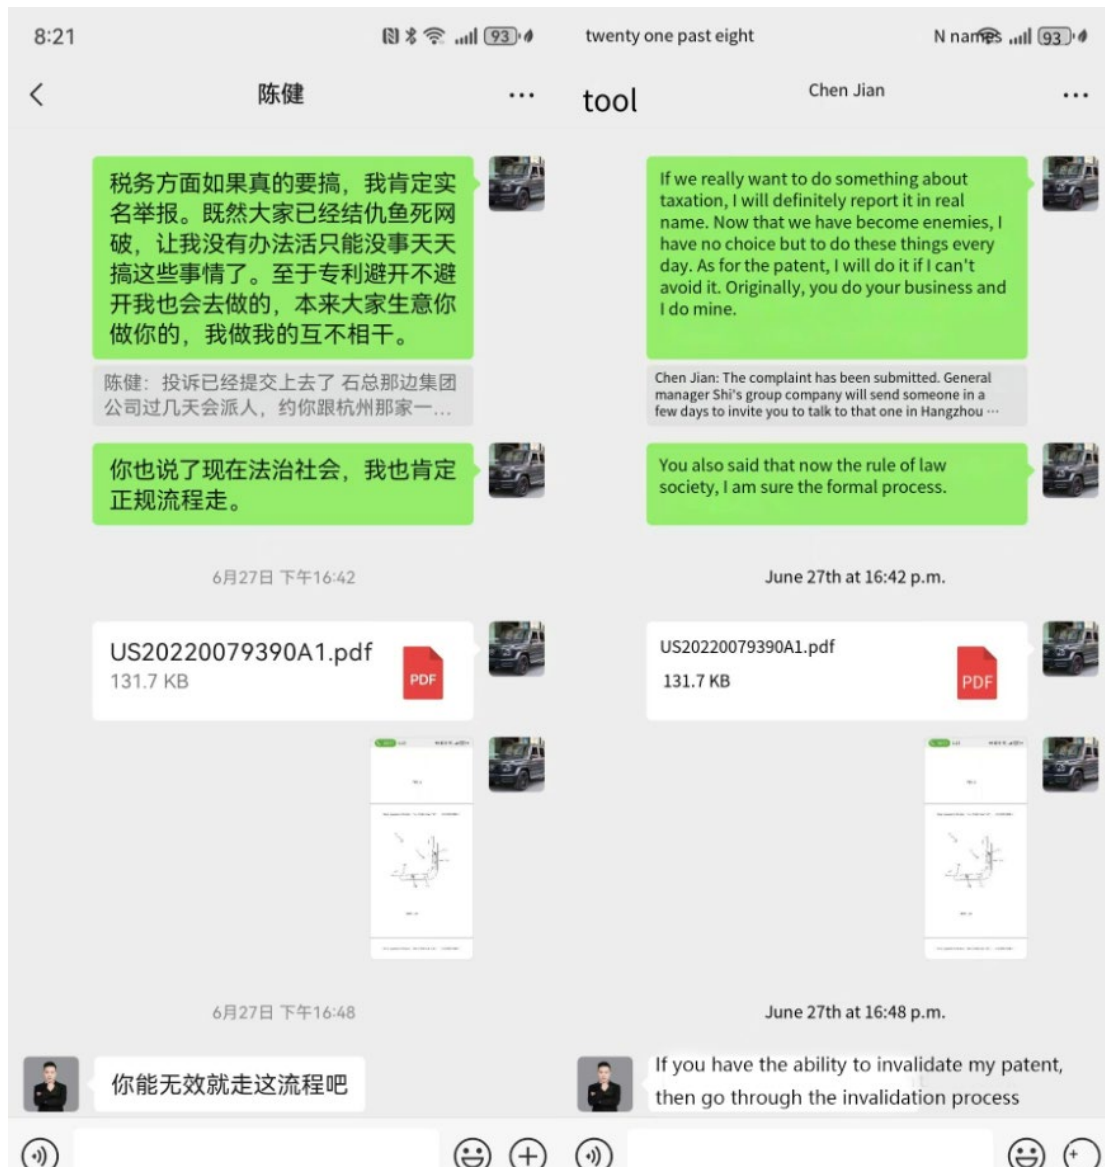 8:21
93
陈健
税务方面如果真的要搞，我肯定实
名举报。既然大家已经结仇鱼死网
破，让我没有办法活只能没事天天
搞这些事情了。至于专利避开不避
开我也会去做的，本来大家生意你
做你的，我做我的互不相干。
陈健：投诉已经提交上去了 石总那边集团
公司过几天会派人，约你跟杭州那家一...
你也说了现在法治社会，我也肯定
正规流程走。
6月27日 下午16:42
US20220079390A1.pdf
131.7 KB
PDF
6月27日 下午16:48
你能无效就走这流程吧
twenty one past eight
N names
93
tool
Chen Jian
If we really want to do something about
taxation, I will definitely report it in real
name. Now that we have become enemies, I
have no choice but to do these things every
day. As for the patent, I will do it if I can't
avoid it. Originally, you do your business and
I do mine.
Chen Jian: The complaint has been submitted. General
manager Shi's group company will send someone in a
few days to invite you to talk to that one in Hangzhou ···
You also said that now the rule of law
society, I am sure the formal process.
June 27th at 16:42 p.m.
US20220079390A1.pdf
131.7 KB
PDF
June 27th at 16:48 p.m.
If you have the ability to invalidate my patent,
then go through the invalidation process